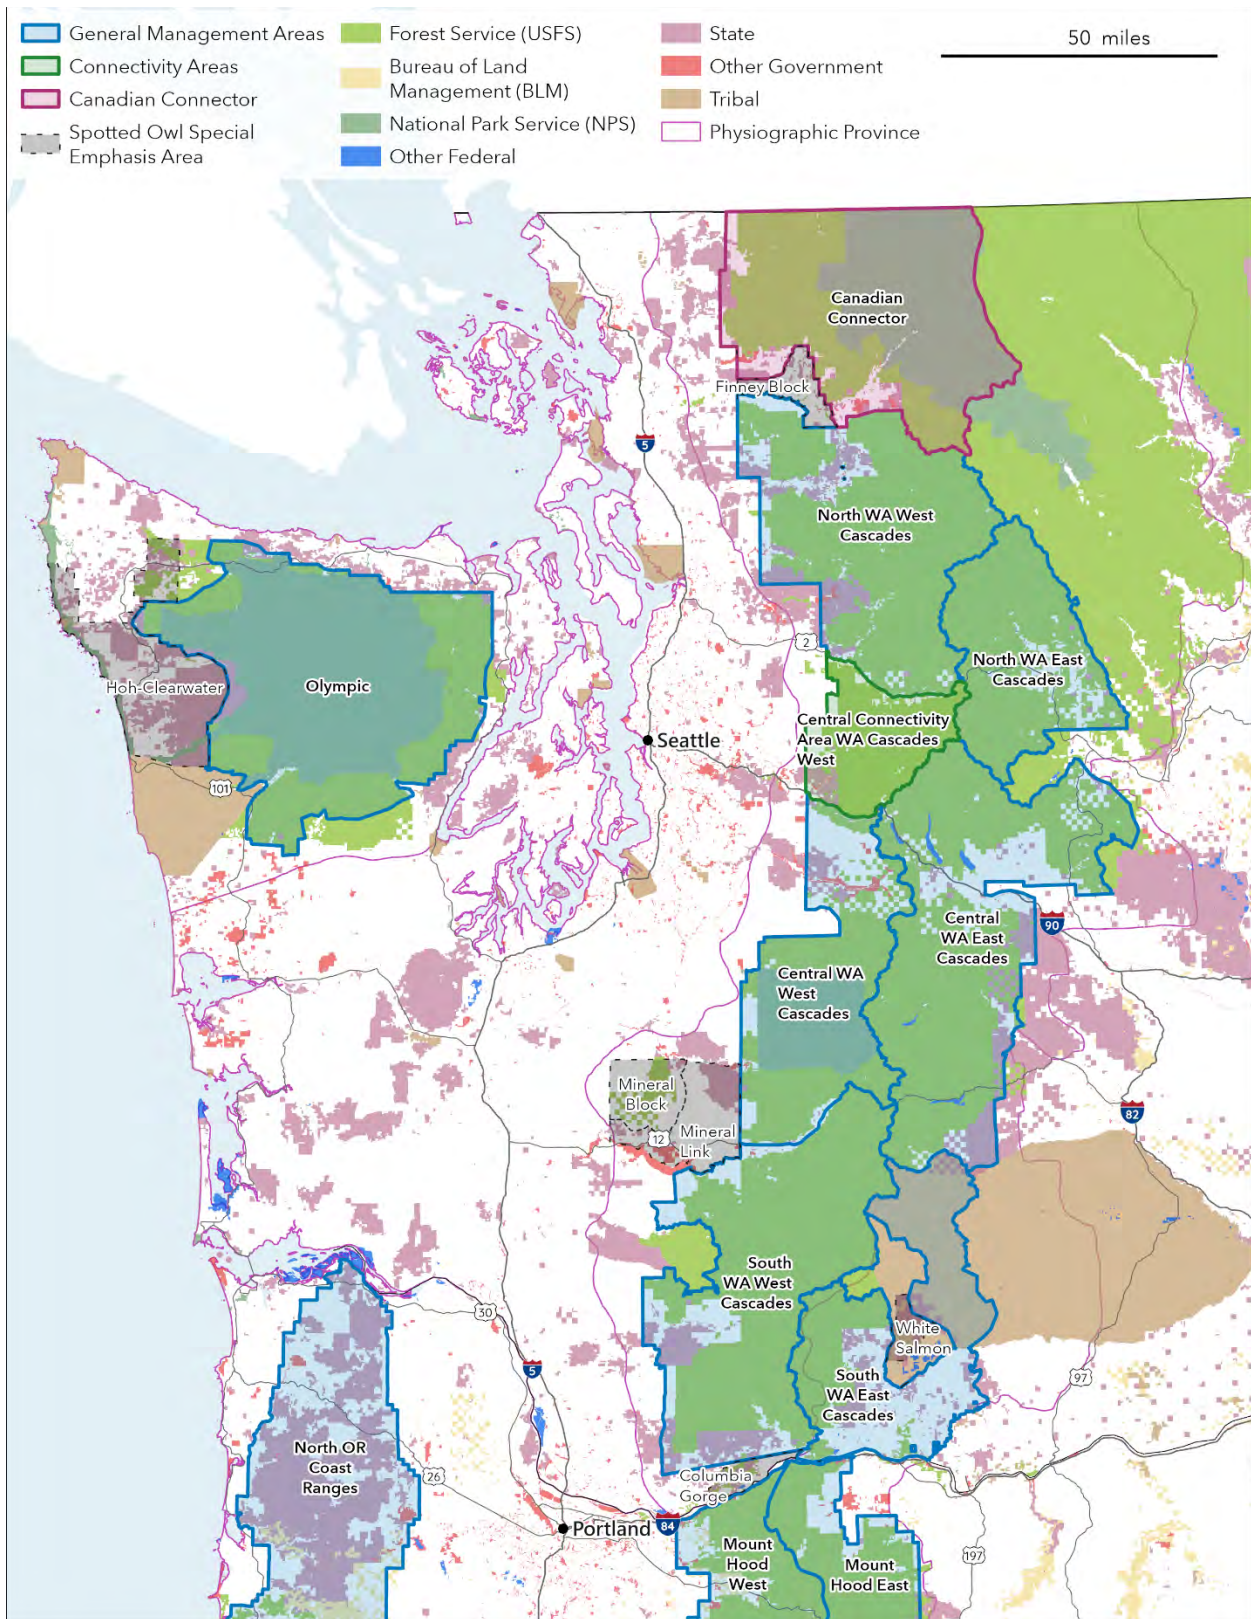 General Management Areas
Connectivity Areas
Canadian Connector
Spotted Owl Special
Emphasis Area
Forest Service (USFS)
Bureau of Land
Management (BLM)
National Park Service (NPS)
Other Federal
State
Other Government
Tribal
Physiographic Province
50 miles
Canadian
Connector
Finney Block
5
North WA West
Cascades
2
North WA East
Cascades
Hoh-Clearwater
Olympic
Central Connectivity
Area WA Cascades
West
Seattle
101
Central
WA East
Cascades
90
Central WA
West
Cascades
Mineral
Block
12
Mineral
Link
82
South
WA West
Cascades
30
White
Salmon
5
South
WA East
Cascades
97
North OR
Coast
Ranges
26
Columbia
Gorge
84
Portland
Mount
Hood
West
Mount
Hood East
197